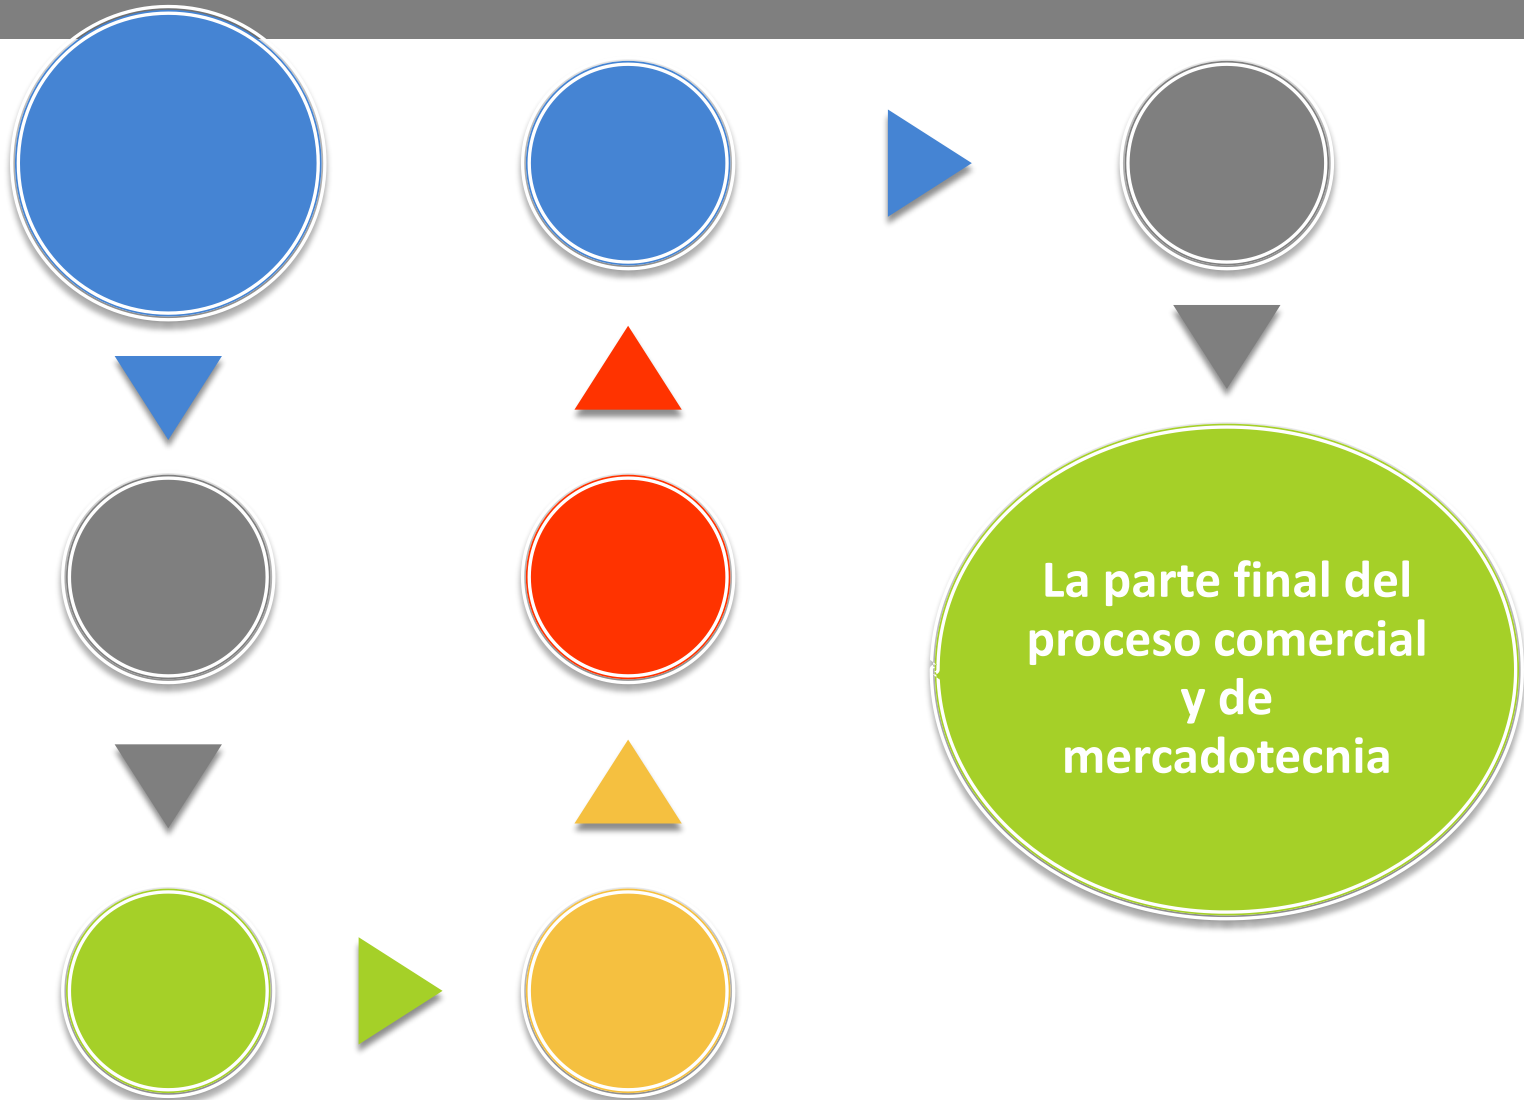 La parte final del
proceso comercial
y de
mercadotecnia